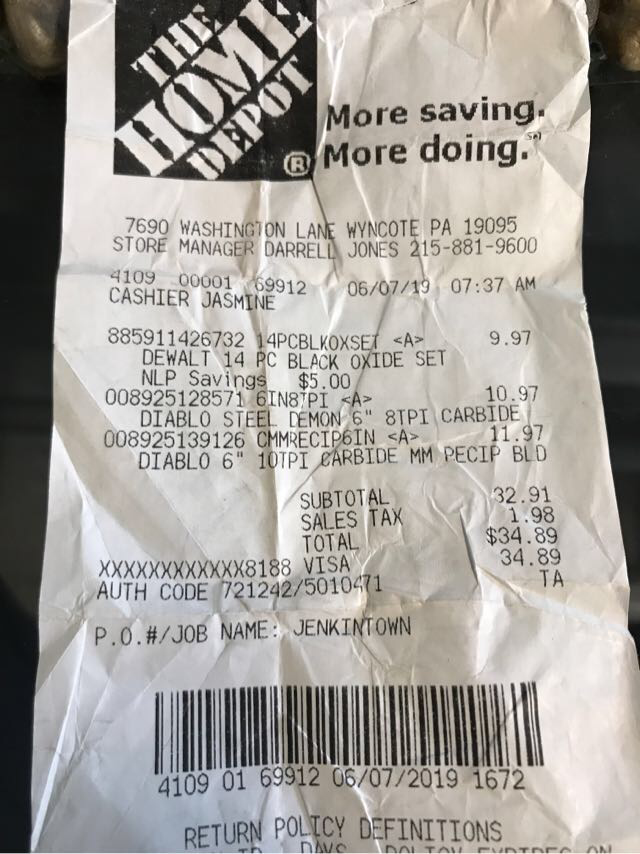 THE
HOME
DEPOT
®
More saving.
More doing.
7690 WASHINGTON LANE WYNCOTE PA 19095
STORE MANAGER DARRELL JONES 215-881-9600
4109 00001 69912 06/07/19 07:37 AM
CASHIER JASMINE
885911426732 14PCBLKOXSET <A> 9.97
DEWALT 14 PC BLACK OXIDE SET
NLP Savings $5.00
008925128571 6IN8TPI <A> 10.97
DIABLO STEEL DEMON 6" 8TPI CARBIDE
008925139126 CMMRECIP6IN <A> 11.97
DIABLO 6" 10TPI CARBIDE MM PECIP BLD
SUBTOTAL 32.91
SALES TAX 1.98
TOTAL $34.89
XXXXXXXXXXXX8188 VISA 34.89
AUTH CODE 721242/5010471 TA
P.O.#/JOB NAME: JENKINTOWN
4109 01 69912 06/07/2019 1672
RETURN POLICY DEFINITIONS
DAYS POLICY EXPIRES ON